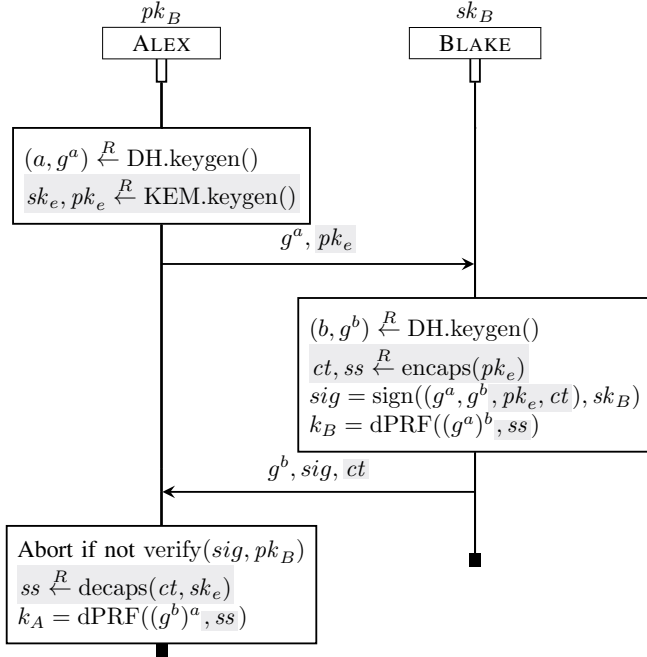 pk_B
sk_B
ALEX
BLAKE
(a, g^a) ←^R DH.keygen()
sk_e, pk_e ←^R KEM.keygen()
g^a, pk_e
(b, g^b) ←^R DH.keygen()
ct, ss ←^R encaps(pk_e)
sig = sign((g^a, g^b, pk_e, ct), sk_B)
k_B = dPRF((g^a)^b, ss)
g^b, sig, ct
Abort if not verify(sig, pk_B)
ss ←^R decaps(ct, sk_e)
k_A = dPRF((g^b)^a, ss)